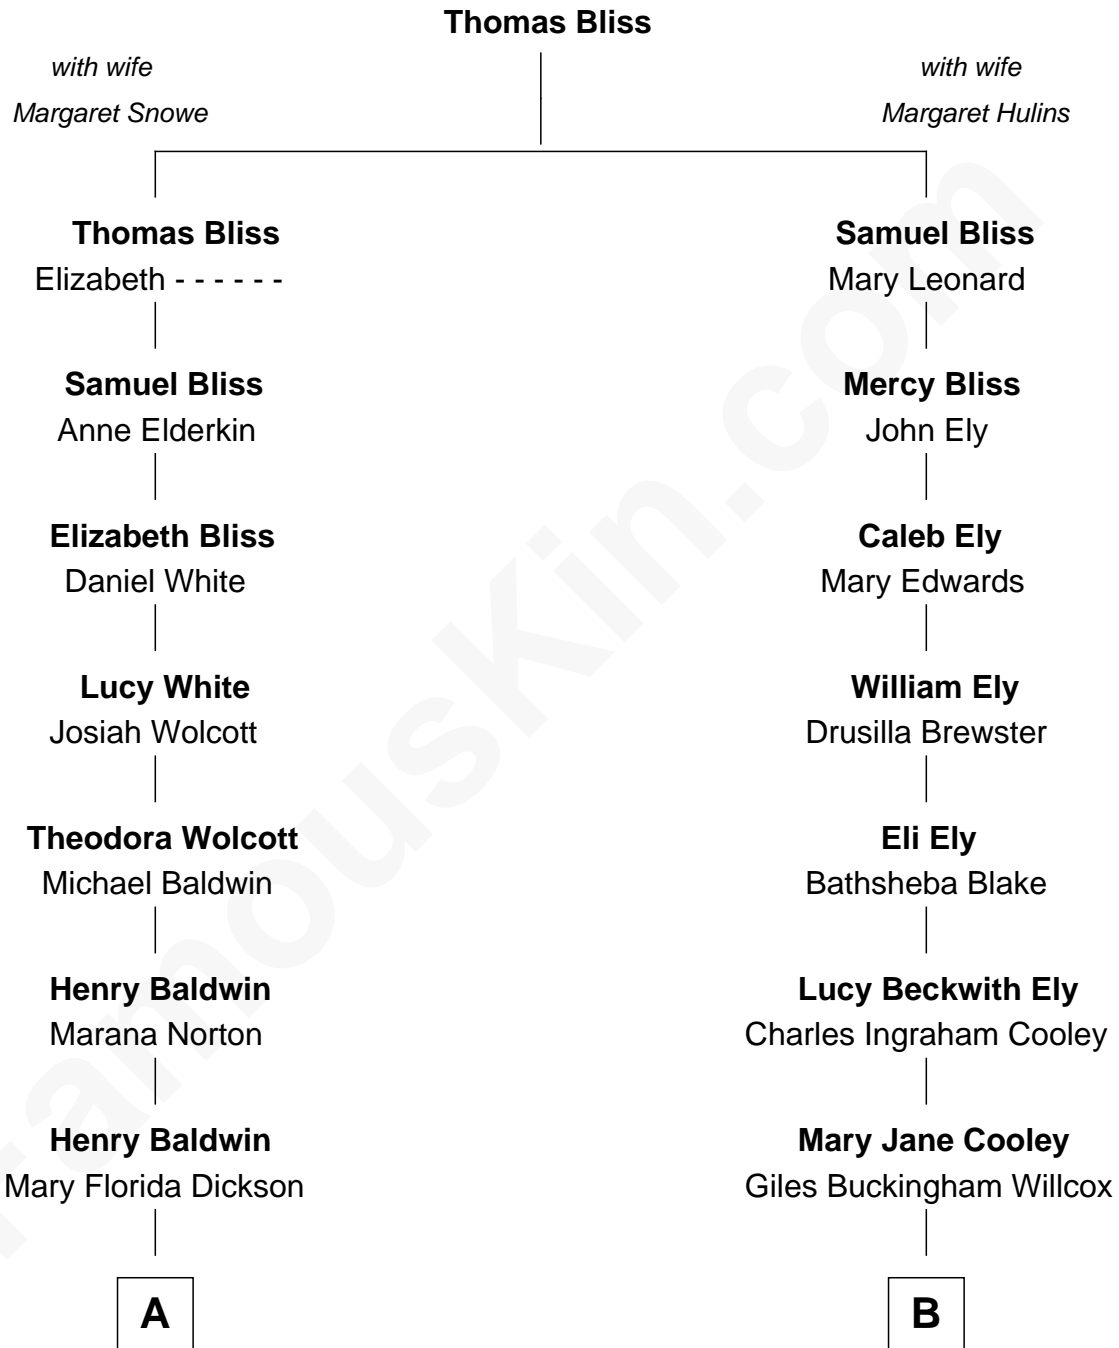 Thomas Bliss
with wife
Margaret Snowe
with wife
Margaret Hulins
Thomas Bliss
Elizabeth - - - - - -
Samuel Bliss
Anne Elderkin
Elizabeth Bliss
Daniel White
Lucy White
Josiah Wolcott
Theodora Wolcott
Michael Baldwin
Henry Baldwin
Marana Norton
Henry Baldwin
Mary Florida Dickson
A
Samuel Bliss
Mary Leonard
Mercy Bliss
John Ely
Caleb Ely
Mary Edwards
William Ely
Drusilla Brewster
Eli Ely
Bathsheba Blake
Lucy Beckwith Ely
Charles Ingraham Cooley
Mary Jane Cooley
Giles Buckingham Willcox
B
FamousKin.com